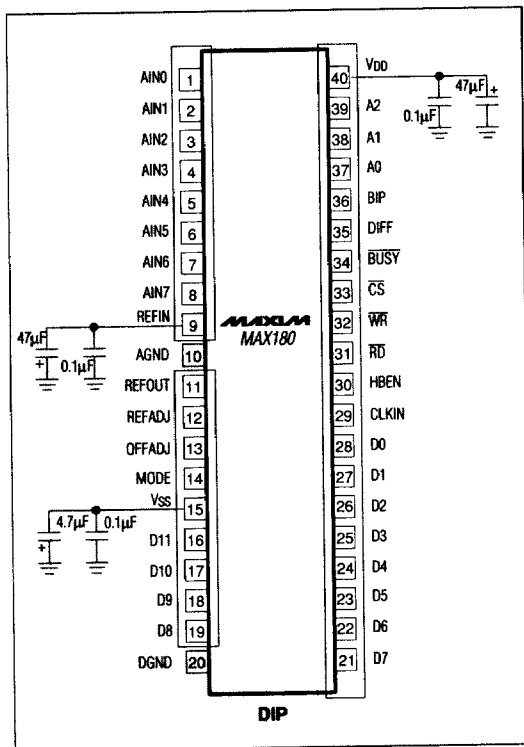 AIN0 1
AIN1 2
AIN2 3
AIN3 4
AIN4 5
AIN5 6
AIN6 7
AIN7 8
REFIN 9
47µF
+
0.1µF
AGND 10
REFOUT 11
REFADJ 12
OFFADJ 13
MODE 14
VSS 15
4.7µF 0.1µF
+
D11 16
D10 17
D9 18
D8 19
DGND 20
MAXIM
MAX180
40 VDD
47µF +
0.1µF
39 A2
38 A1
37 A0
36 BIP
35 DIFF
34 B̅U̅S̅Y̅
33 C̅S̅
32 W̅R̅
31 R̅D̅
30 HBEN
29 CLKIN
28 D0
27 D1
26 D2
25 D3
24 D4
23 D5
22 D6
21 D7
DIP